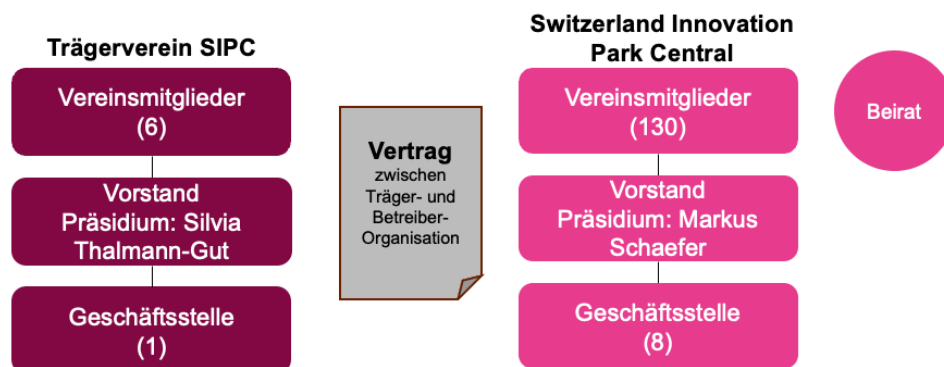 Trägerverein SIPC
Vereinsmitglieder
(6)
Vorstand
Präsidium: Silvia
Thalmann-Gut
Geschäftsstelle
(1)
Vertrag
zwischen
Träger- und
Betreiber-
Organisation
Switzerland Innovation
Park Central
Vereinsmitglieder
(130)
Vorstand
Präsidium: Markus
Schaefer
Geschäftsstelle
(8)
Beirat